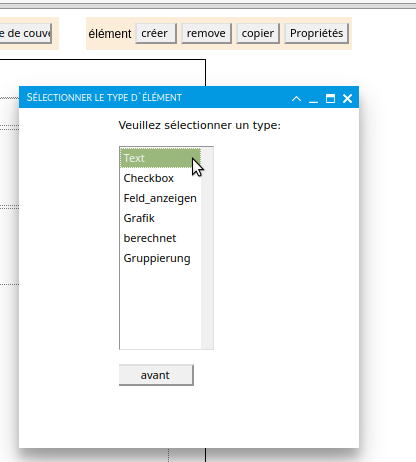 e de couve
élément créer remove copier Propriétés
SÉLECTIONNER LE TYPE D´ÉLÉMENT
Veuillez sélectionner un type:
Text
Checkbox
Feld_anzeigen
Grafik
berechnet
Gruppierung
avant